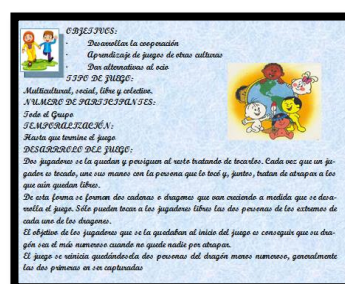 OBJETIVOS:
· Desarrollar la cooperación
· Aprendizaje de juegos de otras culturas
· Dar alternativas al ocio
TIPO DE JUEGO:
Multicultural, social, libre y colectivo.
NUMERO DE PARTICIPANTES:
Todo el Grupo
TEMPORALIZACIÓN:
Hasta que termine el juego
DESARROLLO DEL JUEGO:
Dos jugadores se la quedan y persiguen al resto tratando de tocarlos. Cada vez que un ju-
gador es tocado, une sus manos con la persona que lo tocó y, juntos, tratan de atrapar a los
que aún quedan libres.
De esta forma se forman dos cadenas o dragones que van creciendo a medida que se desa-
rrolla el juego. Sólo pueden tocar a los jugadores libres las dos personas de los extremos de
cada uno de los dragones.
El objetivo de los jugadores que se la quedaban al inicio del juego es conseguir que su dra-
gón sea el más numeroso cuando no quede nadie por atrapar.
El juego se reinicia quedándosela dos personas del dragón menos numeroso, generalmente
las dos primeras en ser capturadas